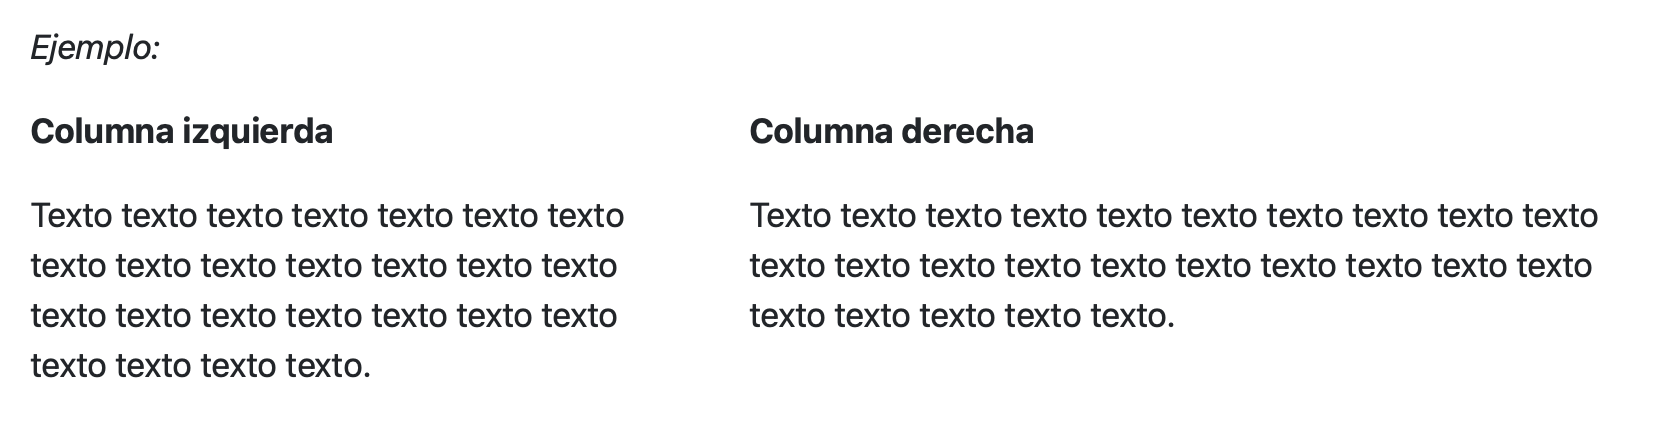 Ejemplo:
Columna izquierda
Texto texto texto texto texto texto texto
texto texto texto texto texto texto texto
texto texto texto texto texto texto texto
texto texto texto texto.
Columna derecha
Texto texto texto texto texto texto texto texto texto texto
texto texto texto texto texto texto texto texto texto texto
texto texto texto texto texto.